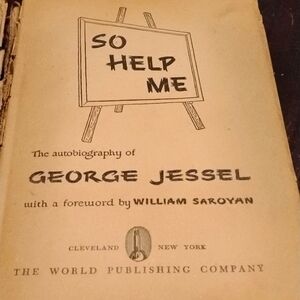 SO
HELP
ME
The autobiography of
GEORGE JESSEL
with a foreword by WILLIAM SAROYAN
CLEVELAND NEW YORK
THE WORLD PUBLISHING COMPANY